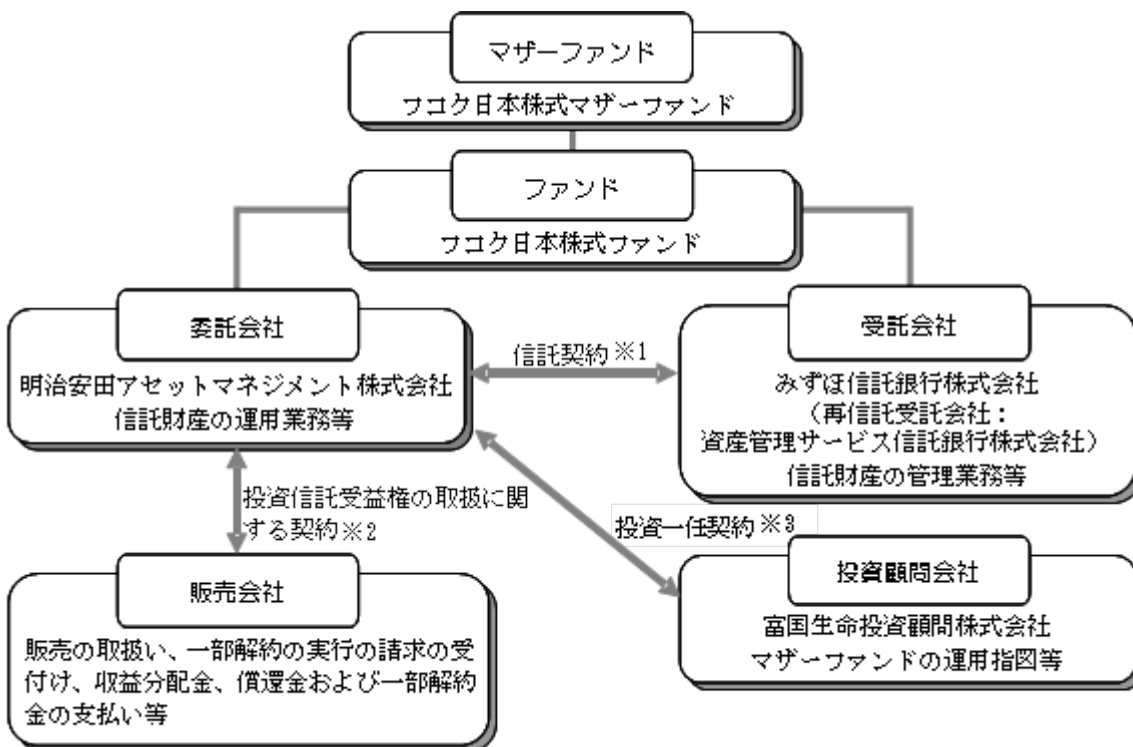 マザーファンド
フコク日本株式マザーファンド
ファンド
フコク日本株式ファンド
委託会社
明治安田アセットマネジメント株式会社
信託財産の運用業務等
信託契約※1
受託会社
みずほ信託銀行株式会社
（再信託受託会社：
資産管理サービス信託銀行株式会社）
信託財産の管理業務等
投資信託受益権の取扱に関
する契約※2
投資一任契約※3
販売会社
販売の取扱い、一部解約の実行の請求の受
付け、収益分配金、償還金および一部解約
金の支払い等
投資顧問会社
富国生命投資顧問株式会社
マザーファンドの運用指図等